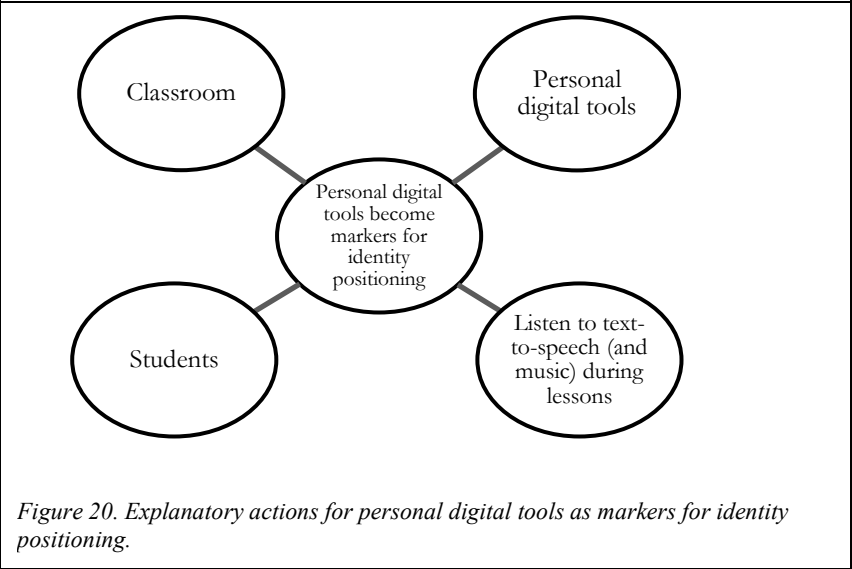 Classroom
Personal
digital tools
Personal digital
tools become
markers for
identity
positioning
Students
Listen to text-
to-speech (and
music) during
lessons
Figure 20. Explanatory actions for personal digital tools as markers for identity
positioning.